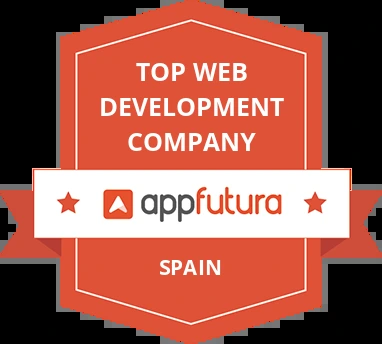 TOP WEB
DEVELOPMENT
COMPANY
appfutura
SPAIN